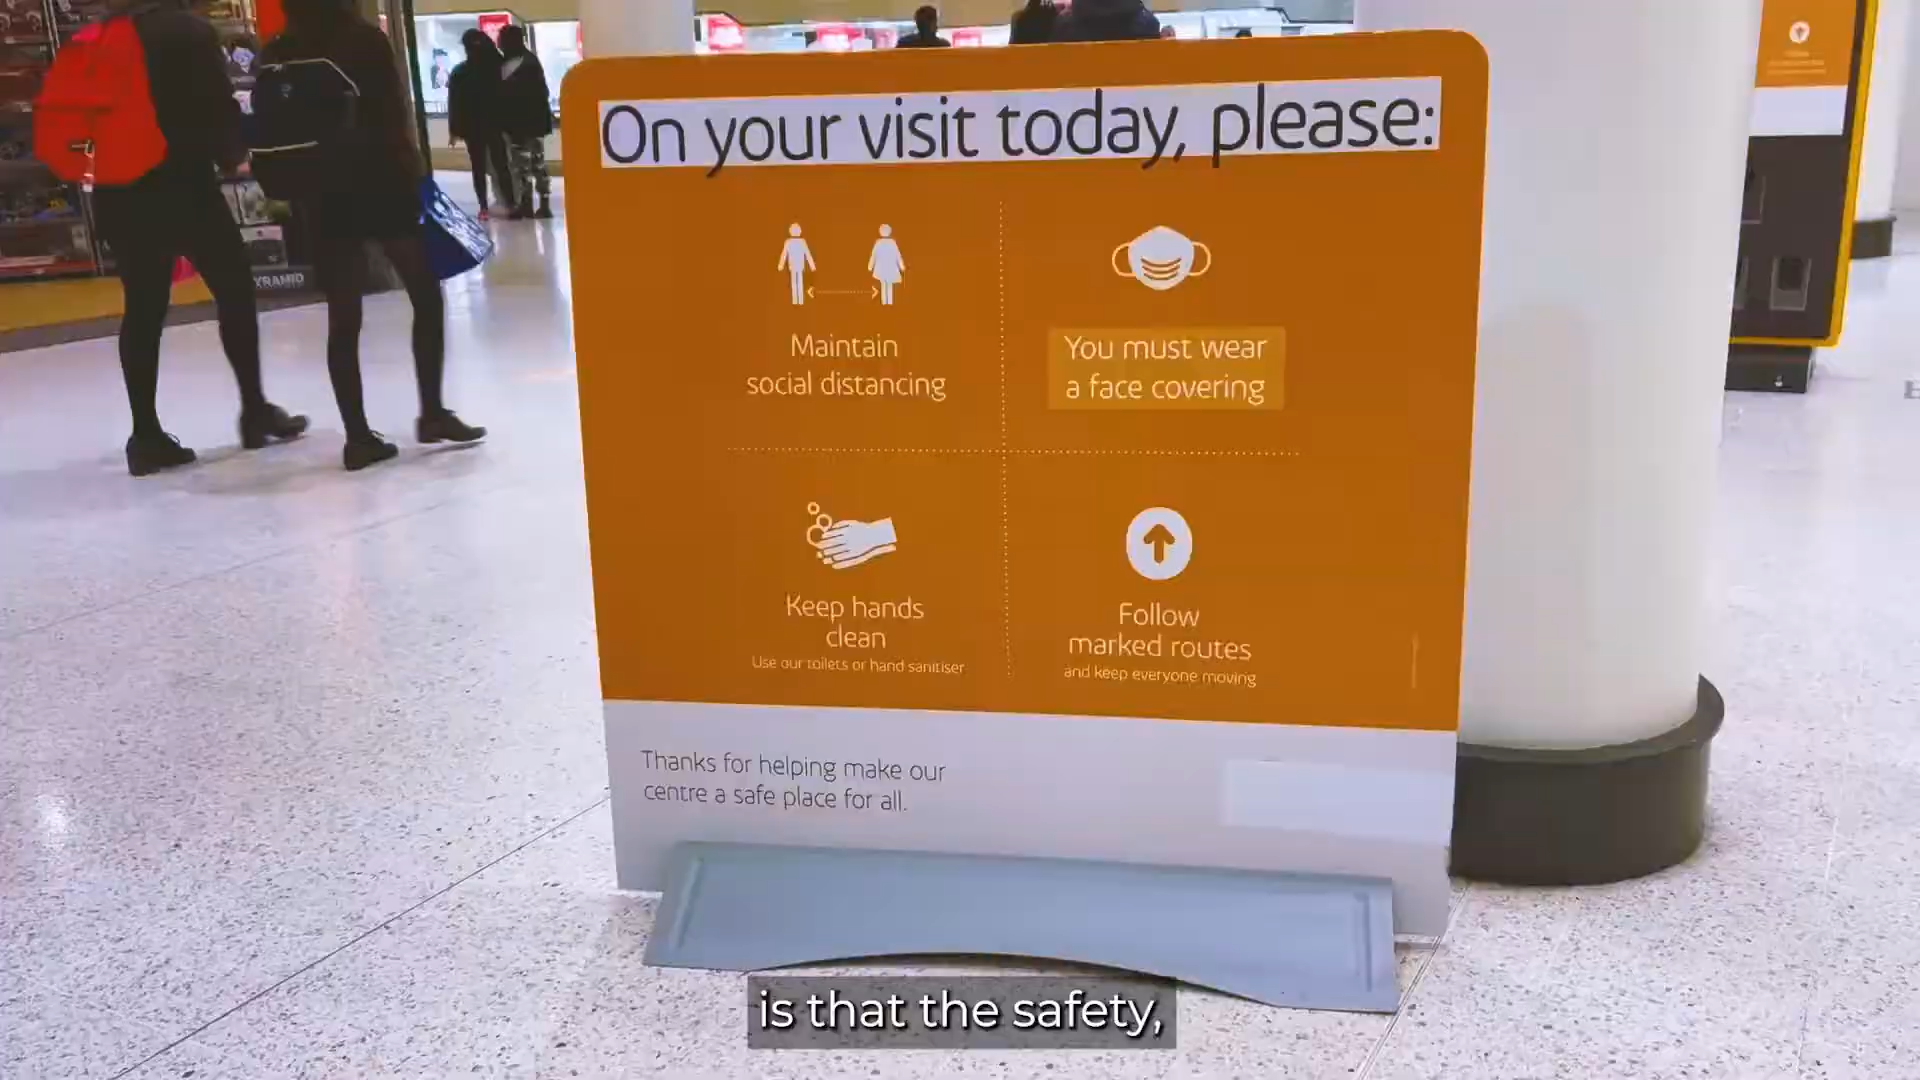 On your visit today, please:
Maintain
social distancing
You must wear
a face covering
Keep hands
clean
Use our toilets or hand sanitiser
Follow
marked routes
and keep everyone moving
Thanks for helping make our
centre a safe place for all.
XRAMID
is that the safety,